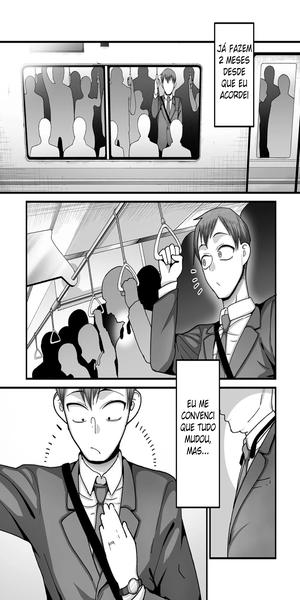 JÁ FAZEM
2 MESES
DESDE
QUE EU
ACORDEI
EU ME
CONVENCI
QUE TUDO
MUDOU,
MAS...